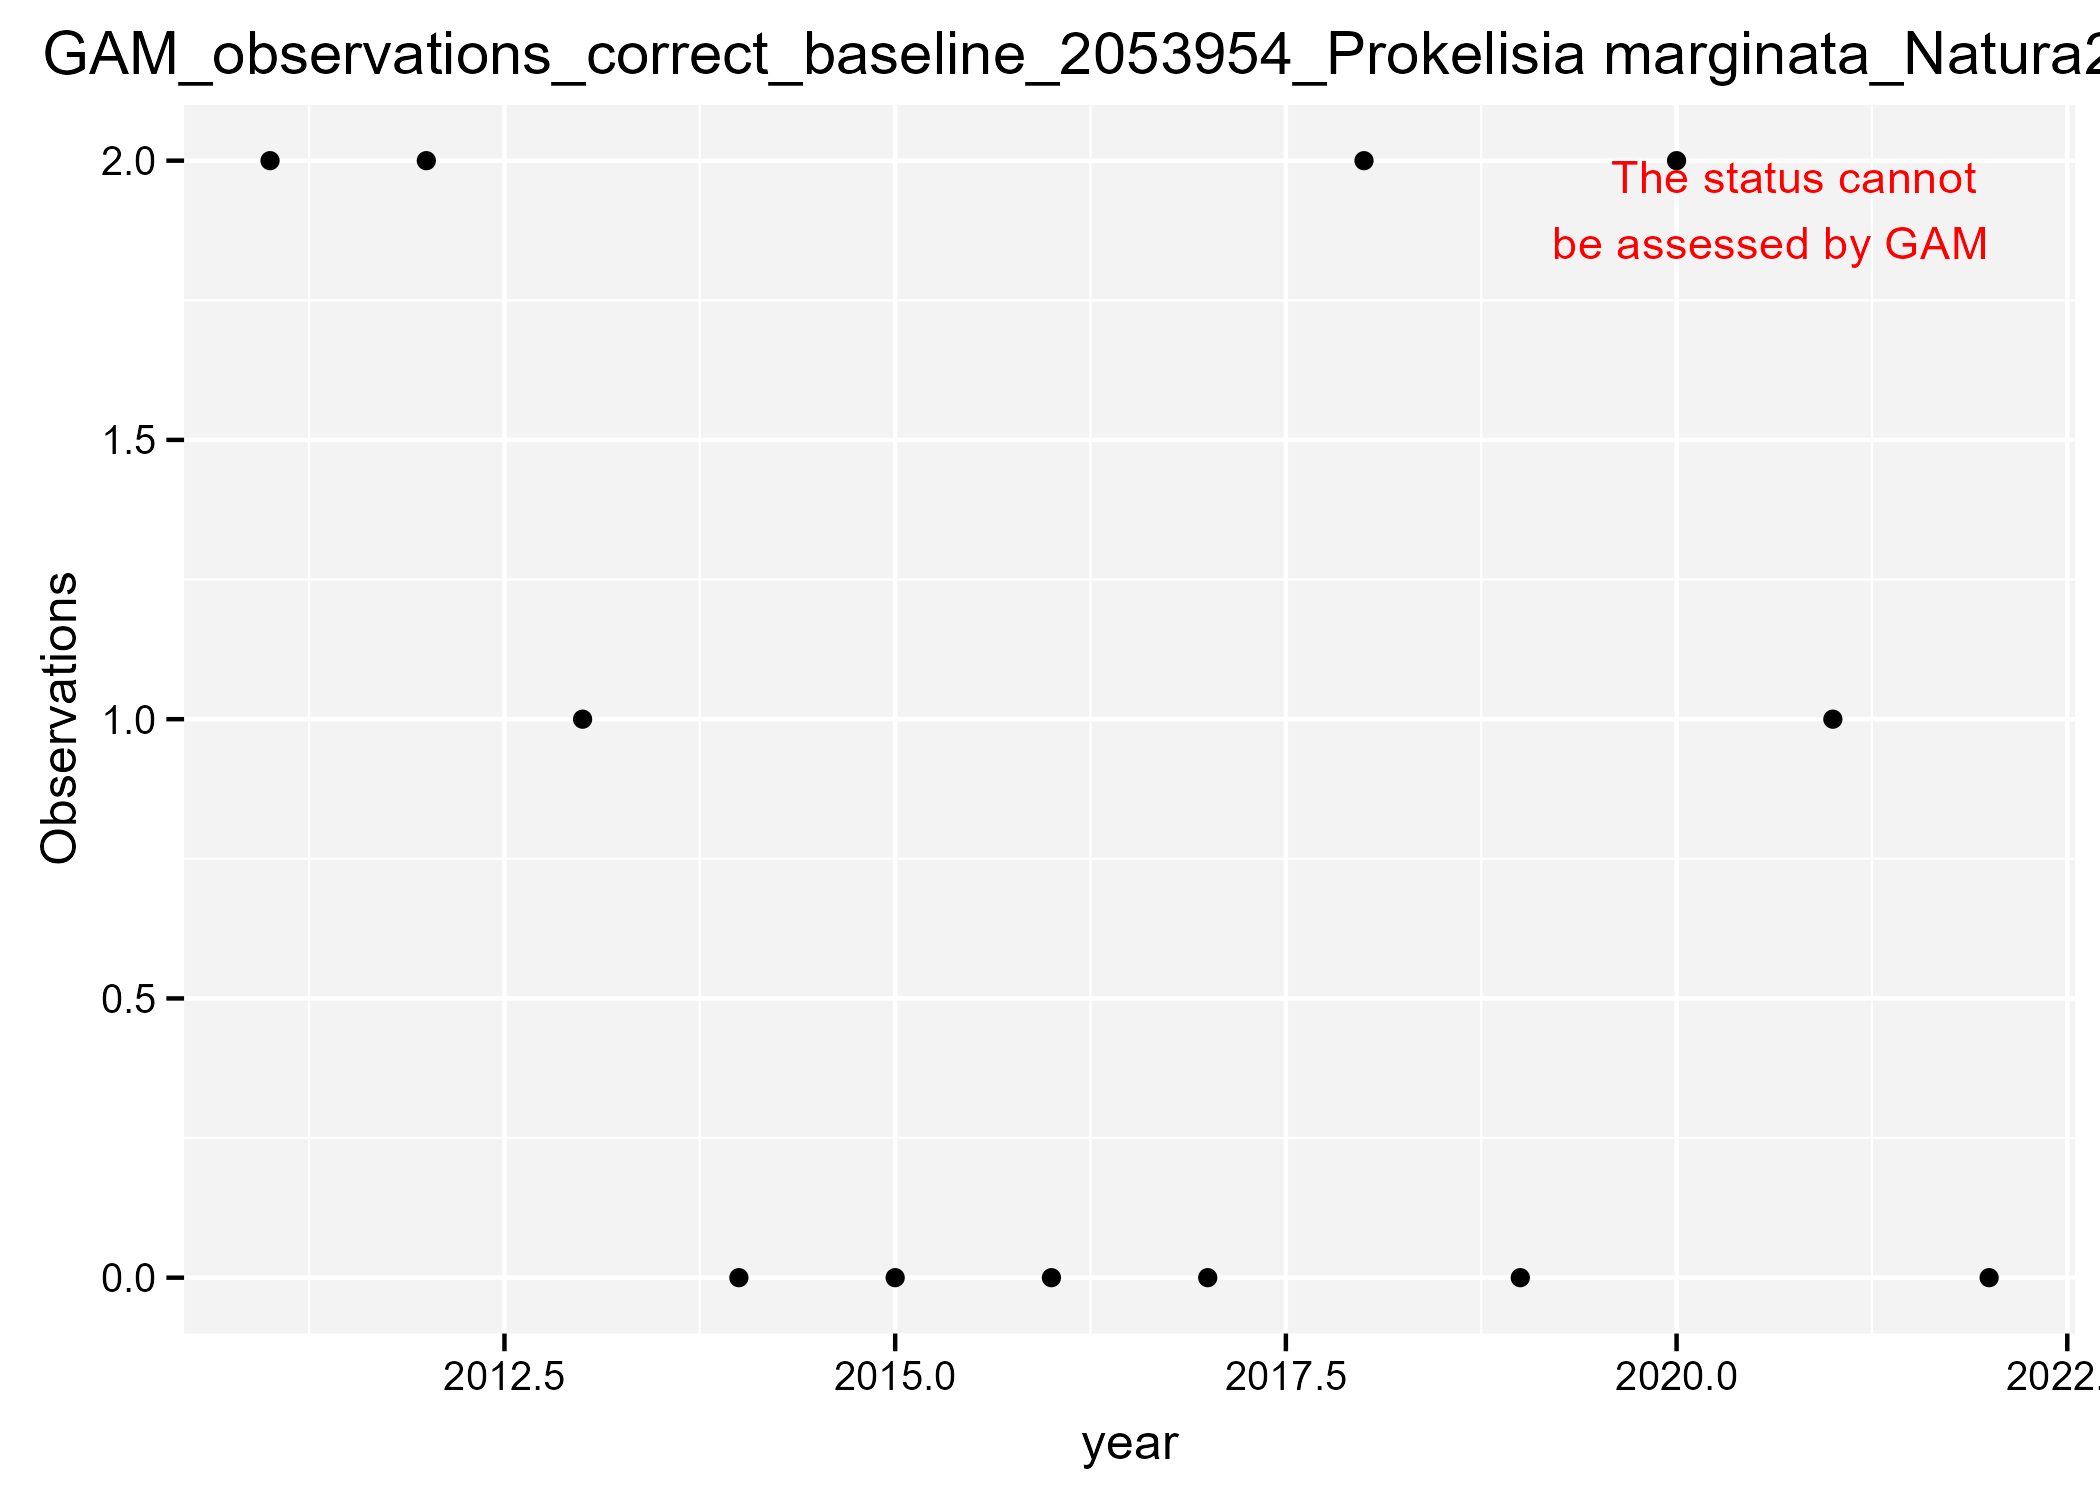 GAM_observations_correct_baseline_2053954_Prokelisia marginata_Natura2
2.0
The status cannot
be assessed by GAM
1.5
1.0
0.5
0.0
Observations
2012.5 2015.0 2017.5 2020.0 2022.
year